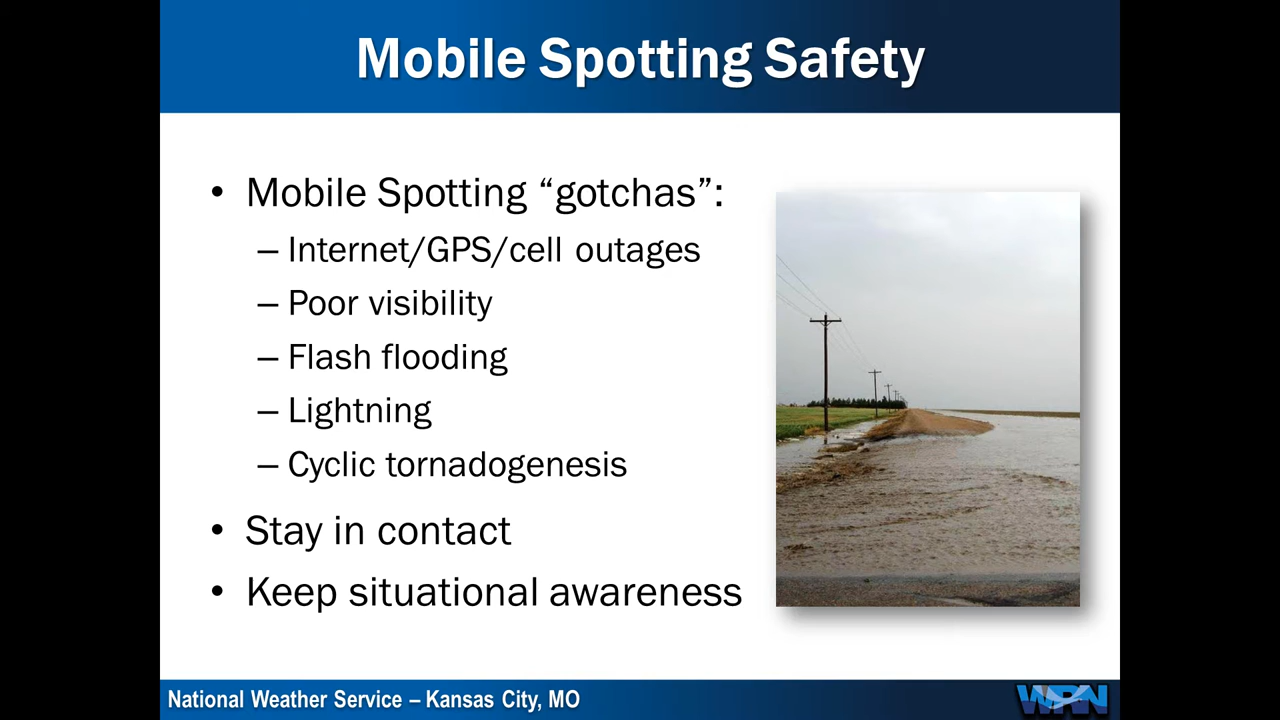 Mobile Spotting Safety
• Mobile Spotting “gotchas”:
– Internet/GPS/cell outages
– Poor visibility
– Flash flooding
– Lightning
– Cyclic tornadogenesis
• Stay in contact
• Keep situational awareness
National Weather Service – Kansas City, MO
WRN